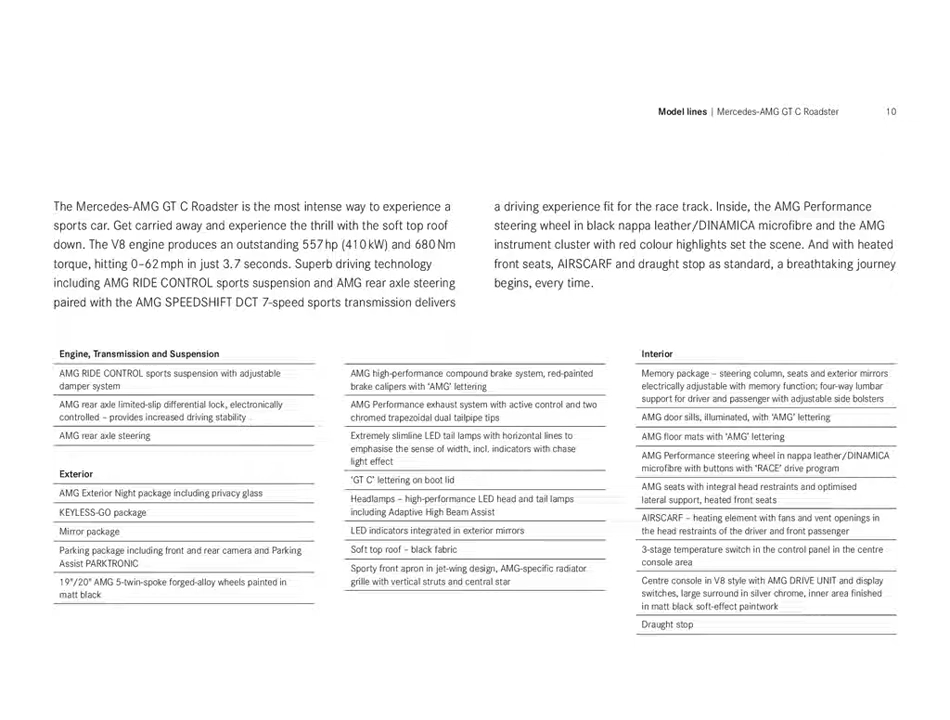 Model lines | Mercedes-AMG GT C Roadster 10
The Mercedes-AMG GT C Roadster is the most intense way to experience a
sports car. Get carried away and experience the thrill with the soft top roof
down. The V8 engine produces an outstanding 557 hp (410 kW) and 680 Nm
torque, hitting 0–62 mph in just 3.7 seconds. Superb driving technology
including AMG RIDE CONTROL sports suspension and AMG rear axle steering
paired with the AMG SPEEDSHIFT DCT 7-speed sports transmission delivers
a driving experience fit for the race track. Inside, the AMG Performance
steering wheel in black nappa leather/DINAMICA microfibre and the AMG
instrument cluster with red colour highlights set the scene. And with heated
front seats, AIRSCARF and draught stop as standard, a breathtaking journey
begins, every time.
Engine, Transmission and Suspension
AMG RIDE CONTROL sports suspension with adjustable
damper system
AMG rear axle limited-slip differential lock, electronically
controlled – provides increased driving stability
AMG rear axle steering
Exterior
AMG Exterior Night package including privacy glass
KEYLESS-GO package
Mirror package
Parking package including front and rear camera and Parking
Assist PARKTRONIC
19"/20" AMG 5-twin-spoke forged-alloy wheels painted in
matt black
AMG high-performance compound brake system, red-painted
brake calipers with ‘AMG’ lettering
AMG Performance exhaust system with active control and two
chromed trapezoidal dual tailpipe tips
Extremely slimline LED tail lamps with horizontal lines to
emphasise the sense of width, incl. indicators with chase
light effect
‘GT C’ lettering on boot lid
Headlamps – high-performance LED head and tail lamps
including Adaptive High Beam Assist
LED indicators integrated in exterior mirrors
Soft top roof – black fabric
Sporty front apron in jet-wing design, AMG-specific radiator
grille with vertical struts and central star
Interior
Memory package – steering column, seats and exterior mirrors
electrically adjustable with memory function; four-way lumbar
support for driver and passenger with adjustable side bolsters
AMG door sills, illuminated, with ‘AMG’ lettering
AMG floor mats with ‘AMG’ lettering
AMG Performance steering wheel in nappa leather/DINAMICA
microfibre with buttons with ‘RACE’ drive program
AMG seats with integral head restraints and optimised
lateral support, heated front seats
AIRSCARF – heating element with fans and vent openings in
the head restraints of the driver and front passenger
3-stage temperature switch in the control panel in the centre
console area
Centre console in V8 style with AMG DRIVE UNIT and display
switches, large surround in silver chrome, inner area finished
in matt black soft-effect paintwork
Draught stop